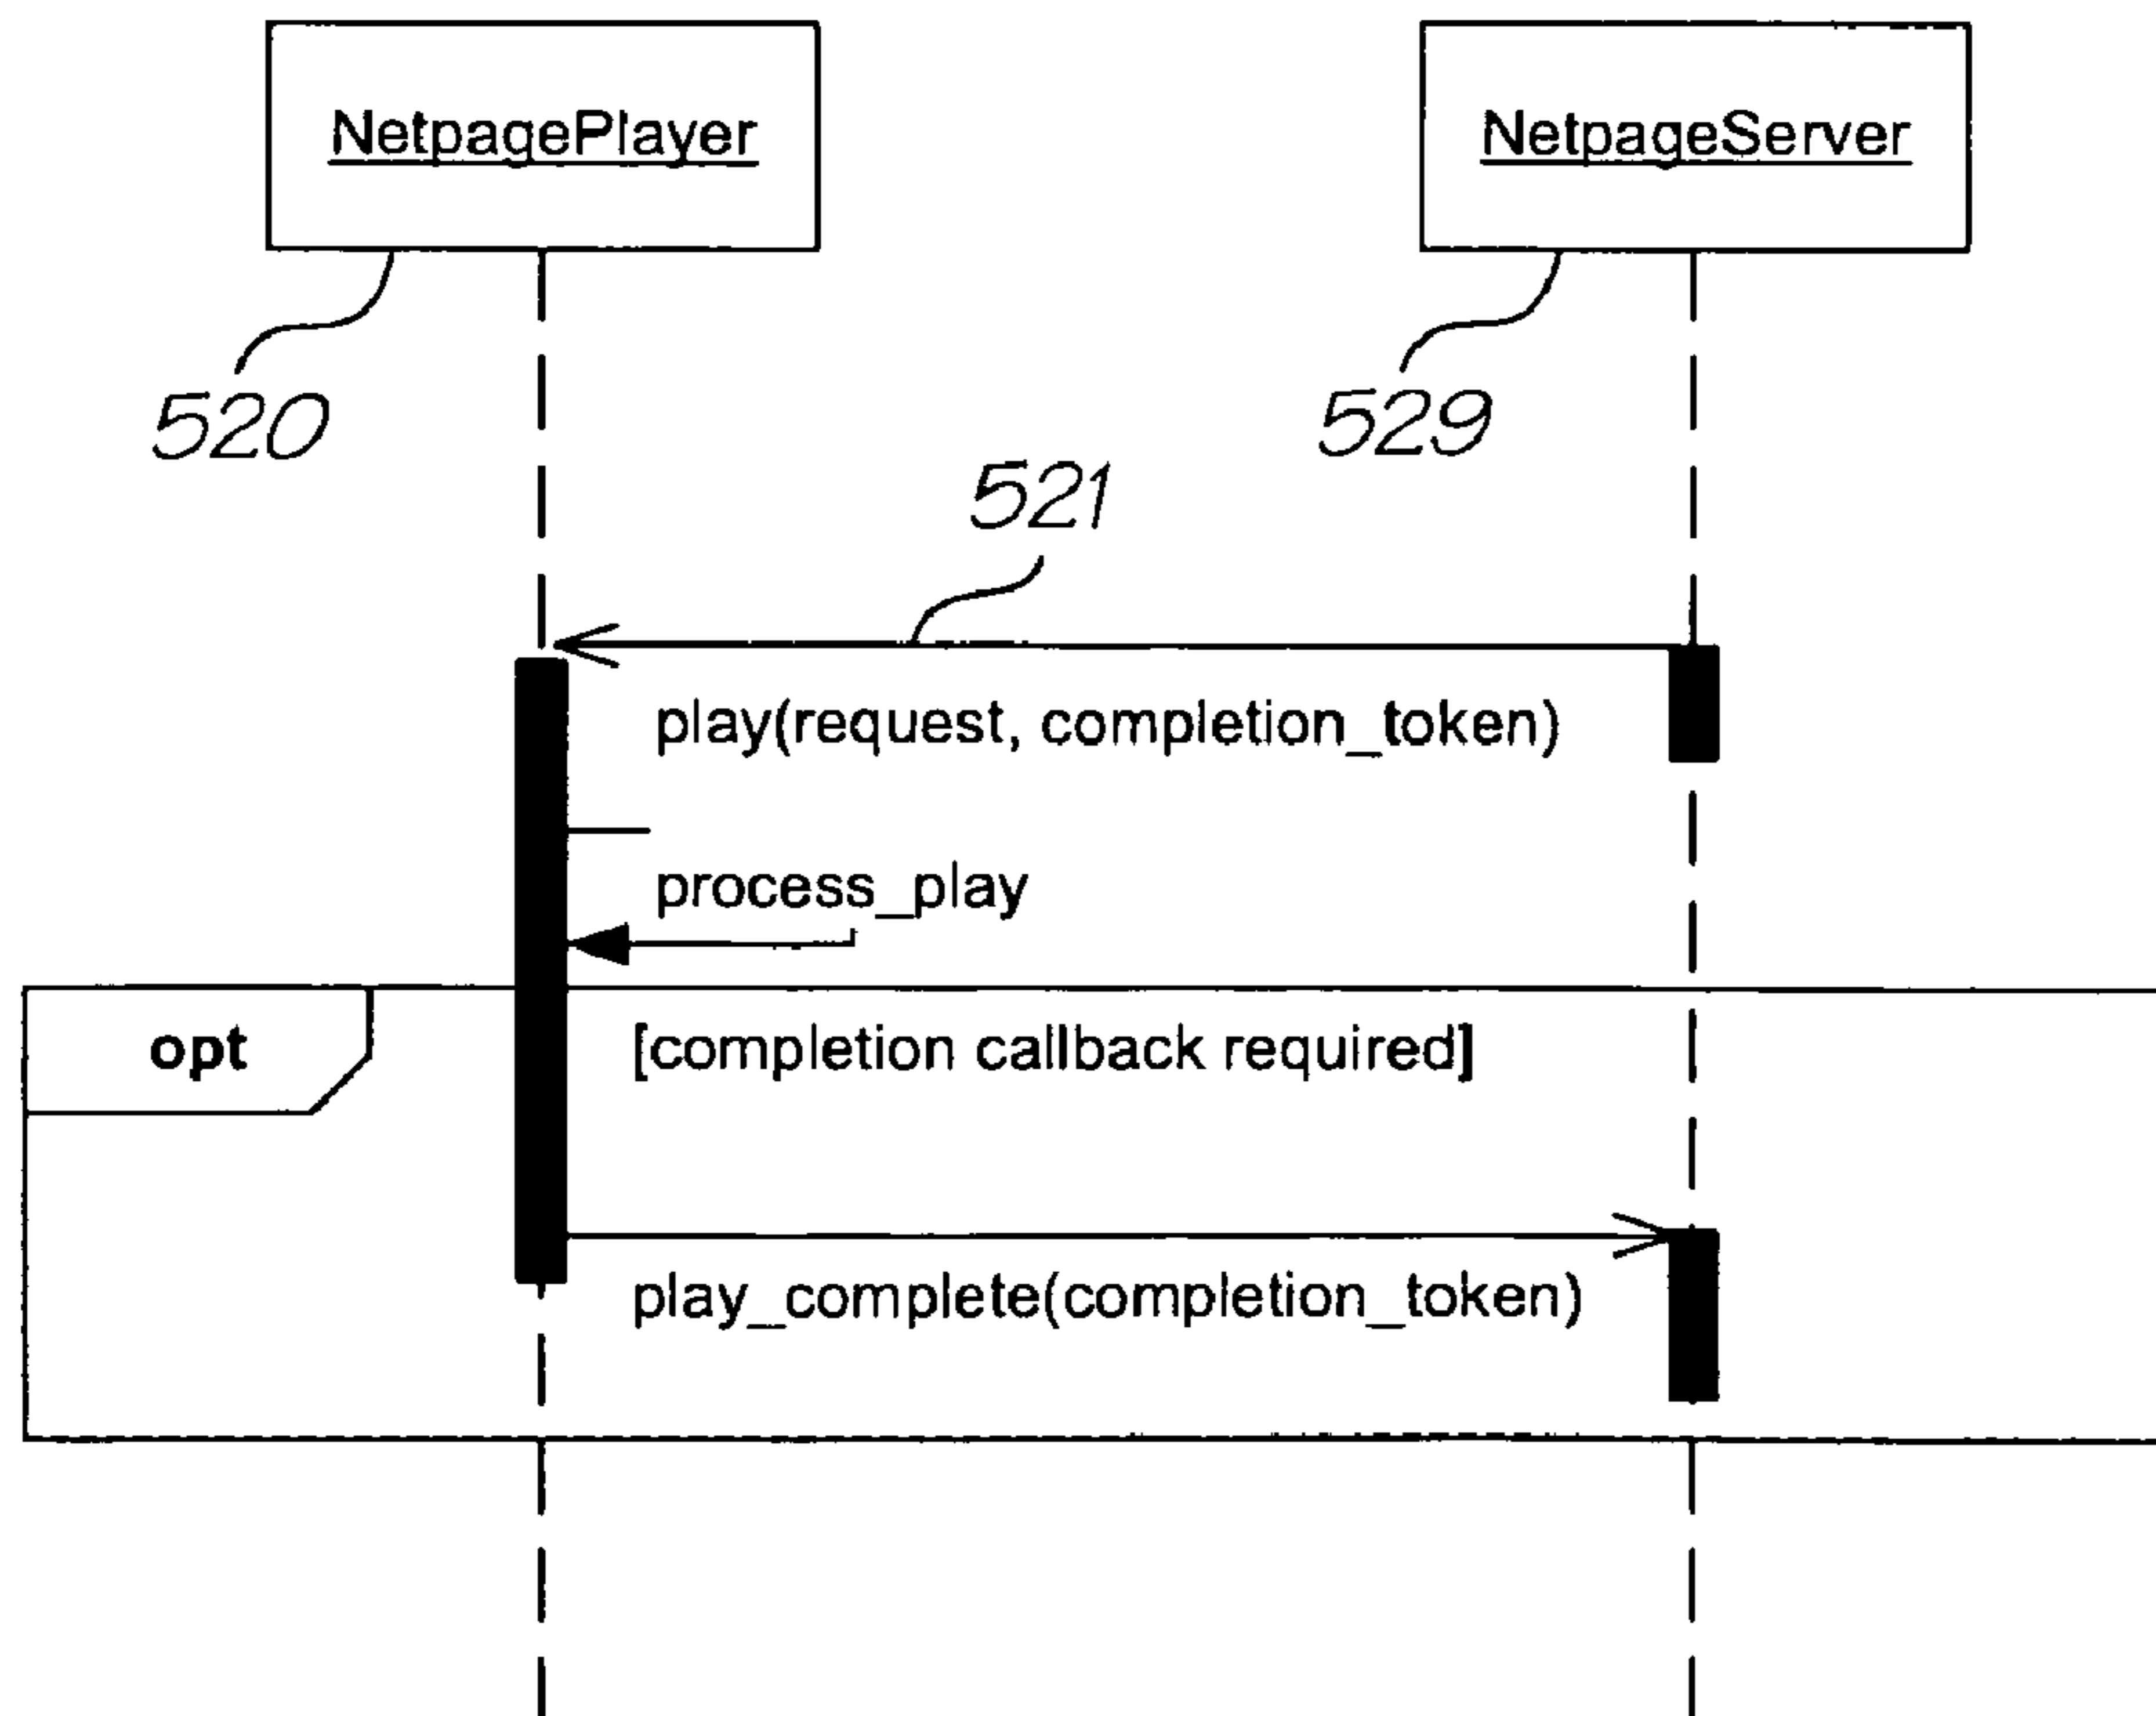 NetpagePlayer
NetpageServer
520
529
521
play(request, completion_token)
process_play
opt
[completion callback required]
play_complete(completion_token)